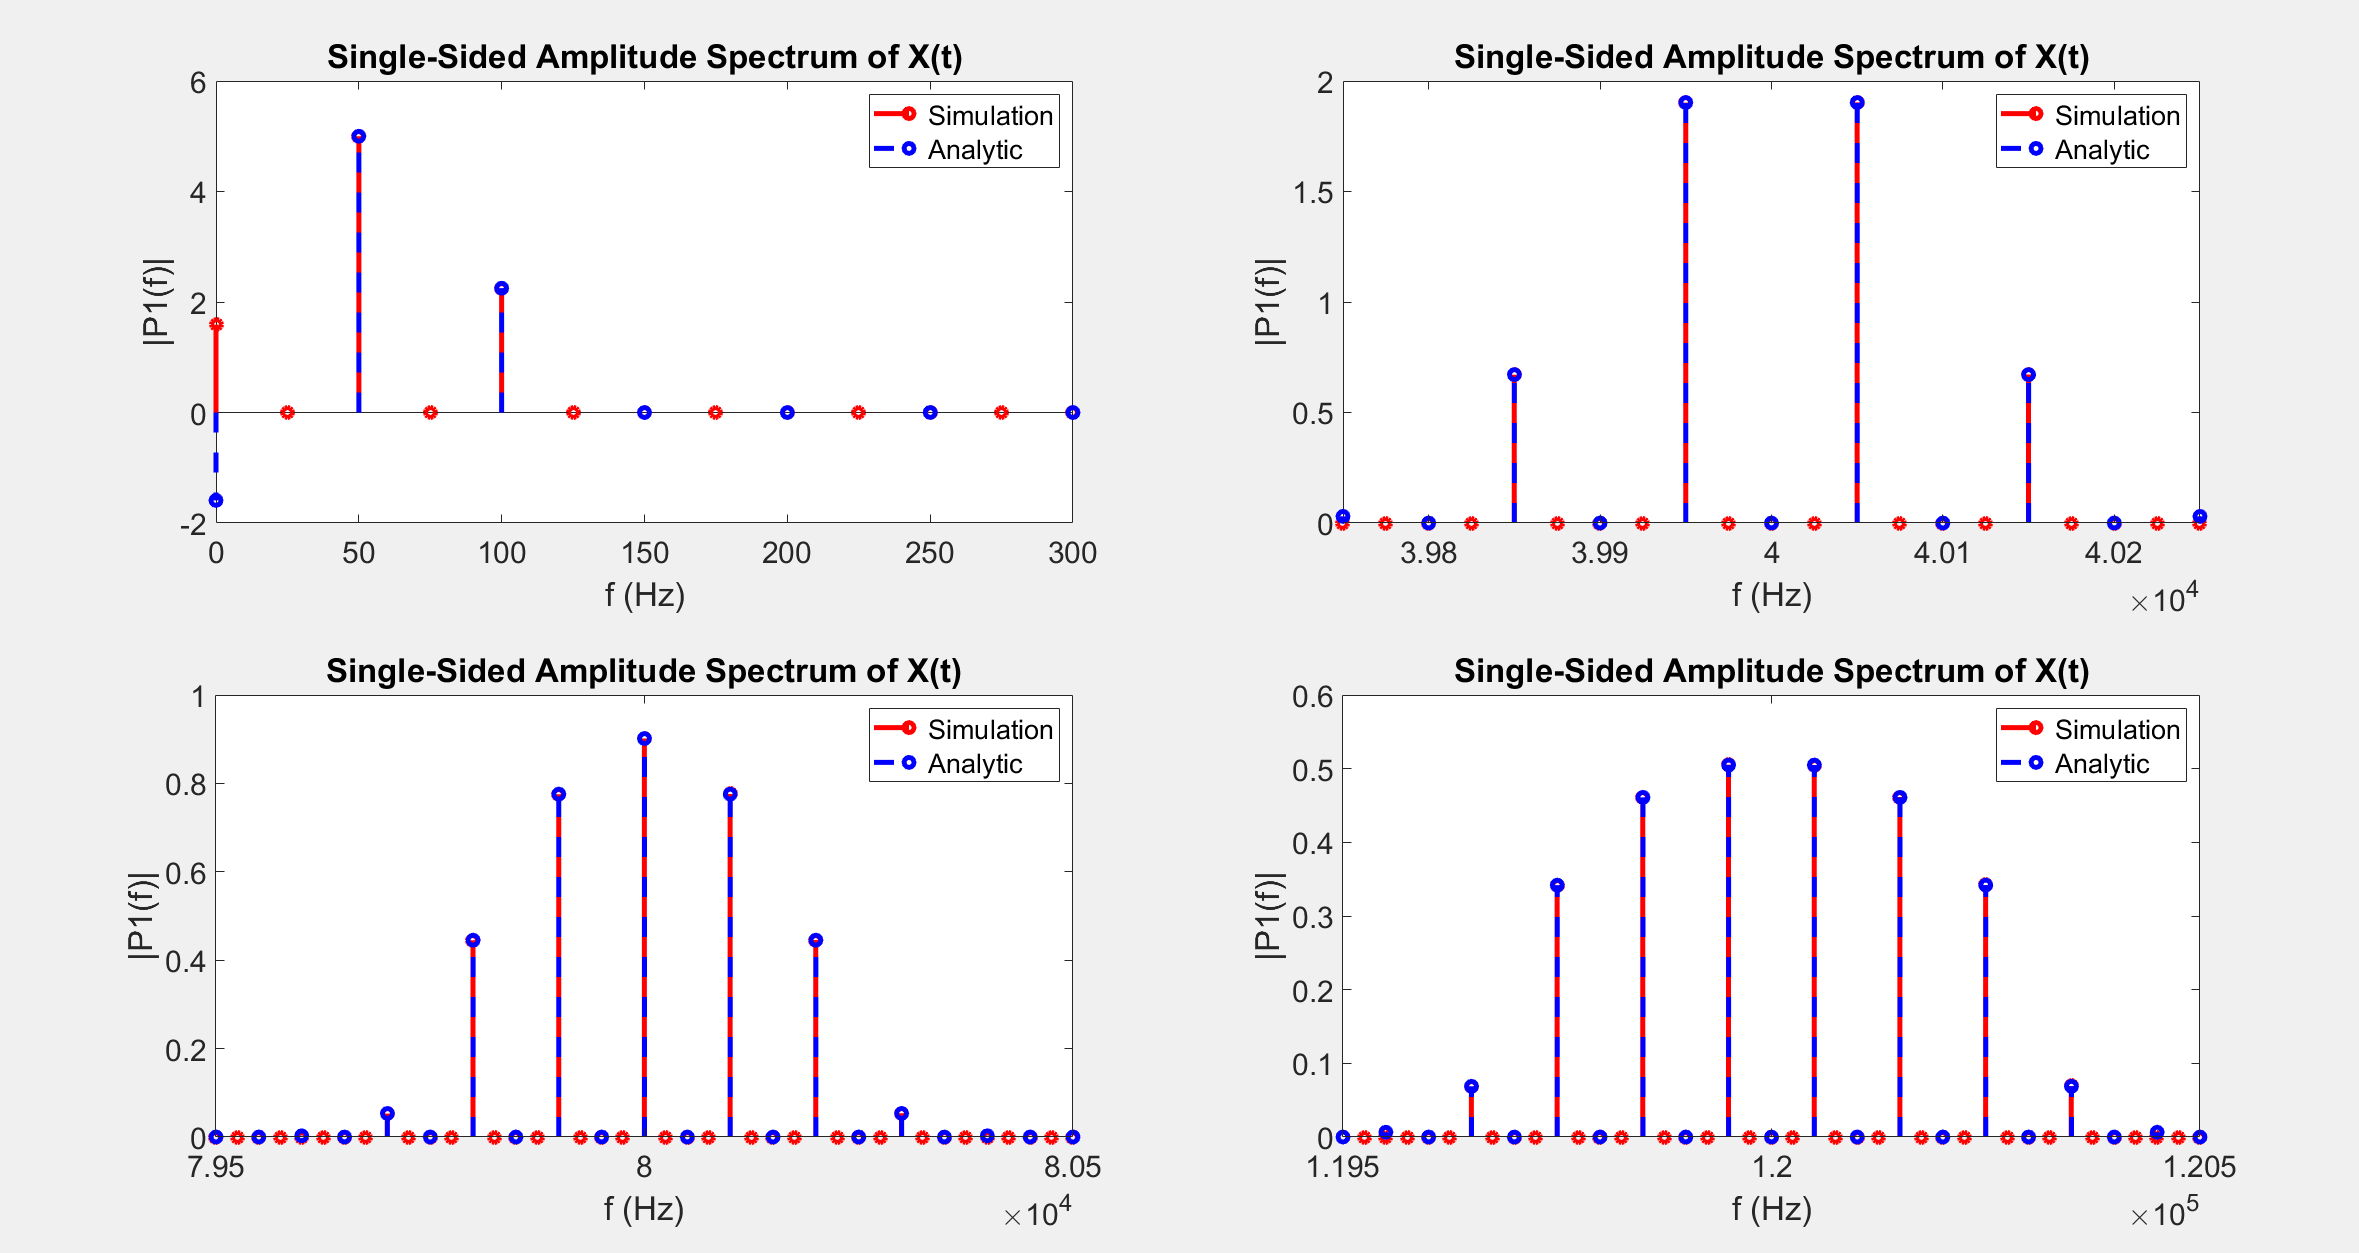 Single-Sided Amplitude Spectrum of X(t)
|P1(f)|
6
4
2
0
-2
0 50 100 150 200 250 300
f (Hz)
Simulation
Analytic
Single-Sided Amplitude Spectrum of X(t)
|P1(f)|
2
1.5
1
0.5
0
3.98 3.99 4 4.01 4.02
f (Hz)
×10^4
Simulation
Analytic
Single-Sided Amplitude Spectrum of X(t)
|P1(f)|
1
0.8
0.6
0.4
0.2
0
7.95 8 8.05
f (Hz)
×10^4
Simulation
Analytic
Single-Sided Amplitude Spectrum of X(t)
|P1(f)|
0.6
0.5
0.4
0.3
0.2
0.1
0
1.195 1.2 1.205
f (Hz)
×10^5
Simulation
Analytic